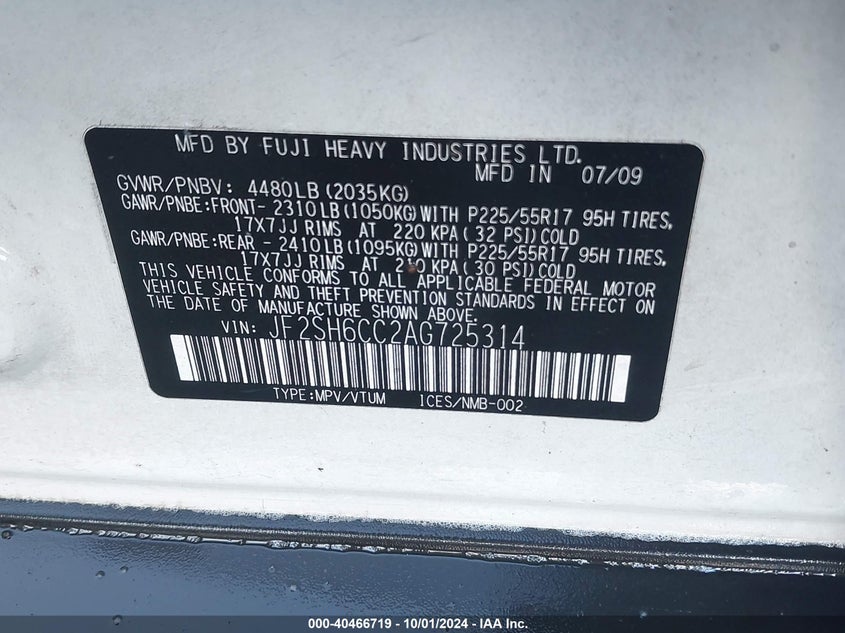 MFD BY FUJI HEAVY INDUSTRIES LTD.
MFD IN 07/09
GVWR/PNBV: 4480LB(2035KG)
GAWR/PNBE:FRONT- 2310LB(1050KG)WITH P225/55R17 95H TIRES,
17X7JJ RIMS AT 220 KPA(32 PSI)COLD
GAWR/PNBE:REAR - 2410LB(1095KG)WITH P225/55R17 95H TIRES,
17X7JJ RIMS AT KPA(30 PSI)COLD
THIS VEHICLE CONFORMS TO ALL APPLICABLE FEDERAL MOTOR
VEHICLE SAFETY AND THEFT PREVENTION STANDARDS IN EFFECT ON
THE DATE OF MANUFACTURE SHOWN ABOVE.
VIN: JF2SH6CC2AG725314
TYPE:MPV/VTUM ICES/NMB-002
000-40466719 - 10/01/2024 - IAA Inc.